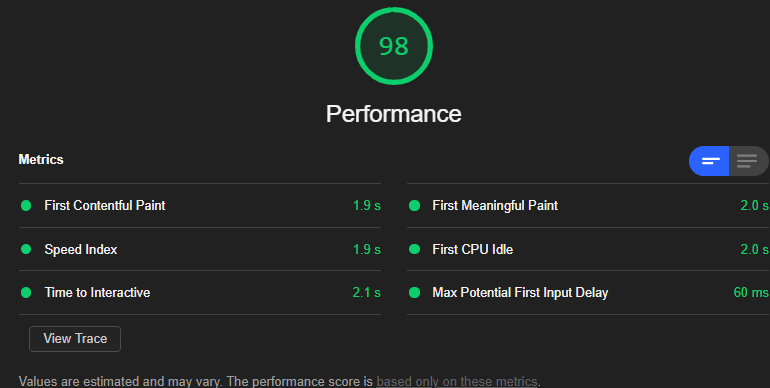 98
Performance
Metrics
First Contentful Paint 1.9 s
First Meaningful Paint 2.0 s
Speed Index 1.9 s
First CPU Idle 2.0 s
Time to Interactive 2.1 s
Max Potential First Input Delay 60 ms
View Trace
Values are estimated and may vary. The performance score is based only on these metrics.